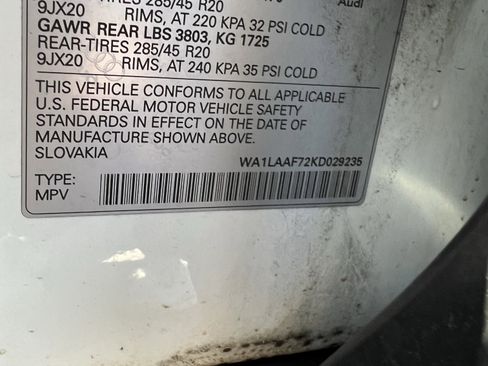 Audi
9JX20 RIMS, AT 220 KPA 32 PSI COLD
GAWR REAR LBS 3803, KG 1725
REAR-TIRES 285/45 R20
9JX20 RIMS, AT 240 KPA 35 PSI COLD
THIS VEHICLE CONFORMS TO ALL APPLICABLE
U.S. FEDERAL MOTOR VEHICLE SAFETY
STANDARDS IN EFFECT ON THE DATE OF
MANUFACTURE SHOWN ABOVE.
SLOVAKIA WA1LAAF72KD029235
TYPE:
MPV